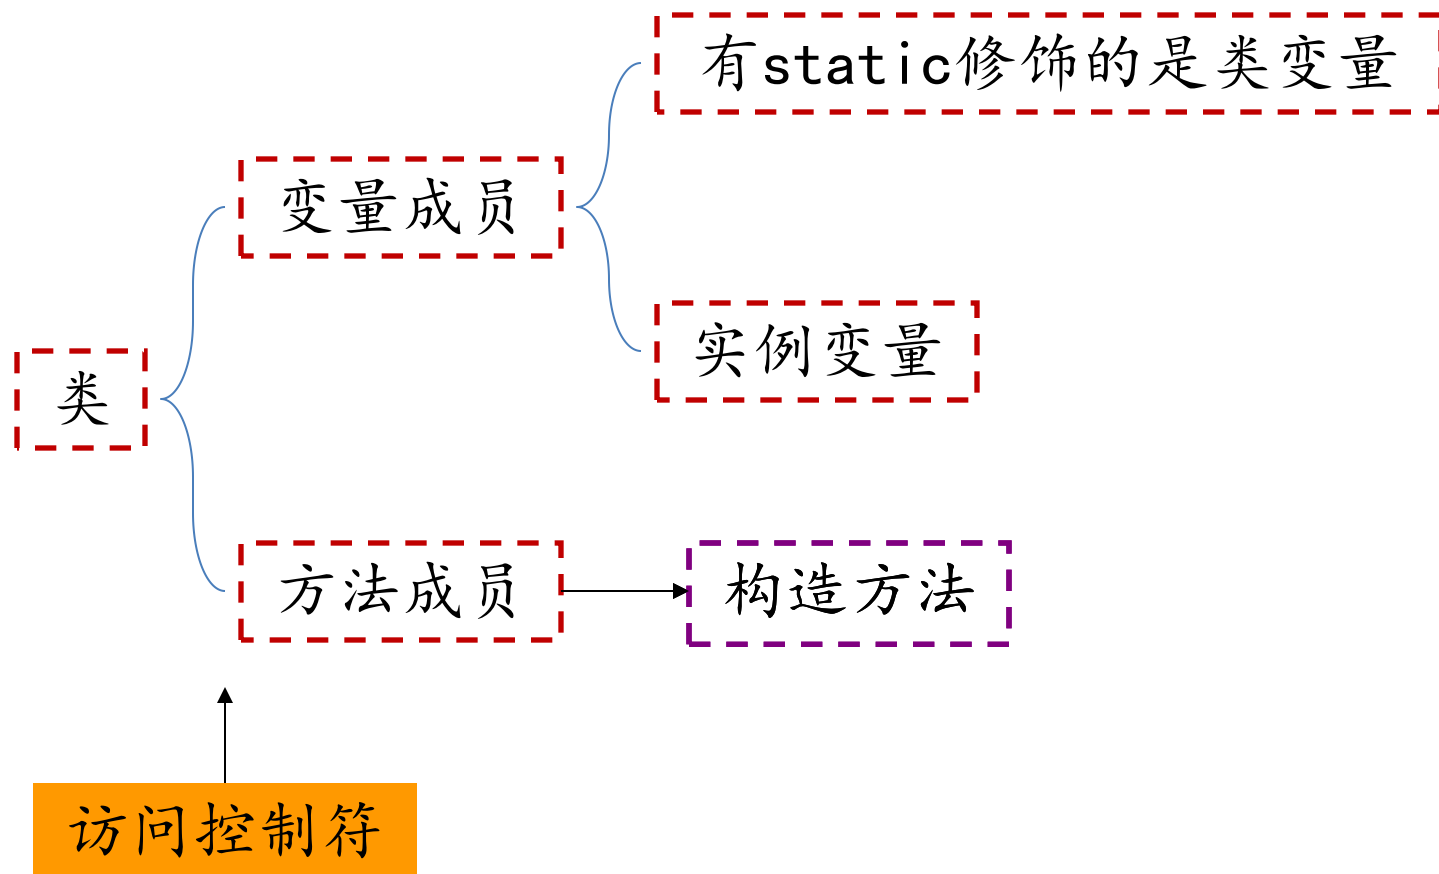 有static修饰的是类变量
变量成员
实例变量
类
方法成员
构造方法
访问控制符